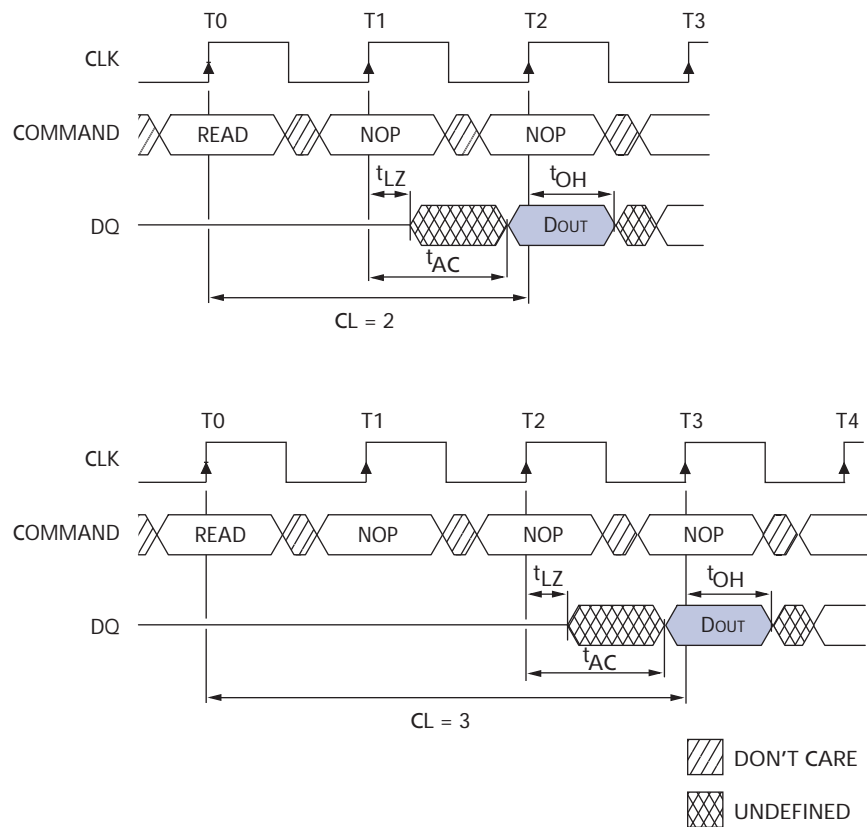 T0 T1 T2 T3
CLK
COMMAND READ NOP NOP
tLZ tOH
DQ DOUT
tAC
CL = 2
T0 T1 T2 T3 T4
CLK
COMMAND READ NOP NOP NOP
tLZ tOH
DQ DOUT
tAC
CL = 3
DON'T CARE
UNDEFINED